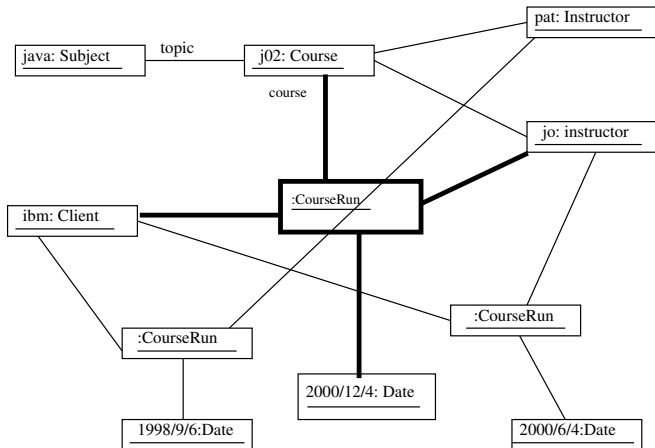 pat: Instructor
java: Subject
topic
j02: Course
course
jo: instructor
:CourseRun
ibm: Client
:CourseRun
:CourseRun
2000/12/4: Date
1998/9/6:Date
2000/6/4:Date